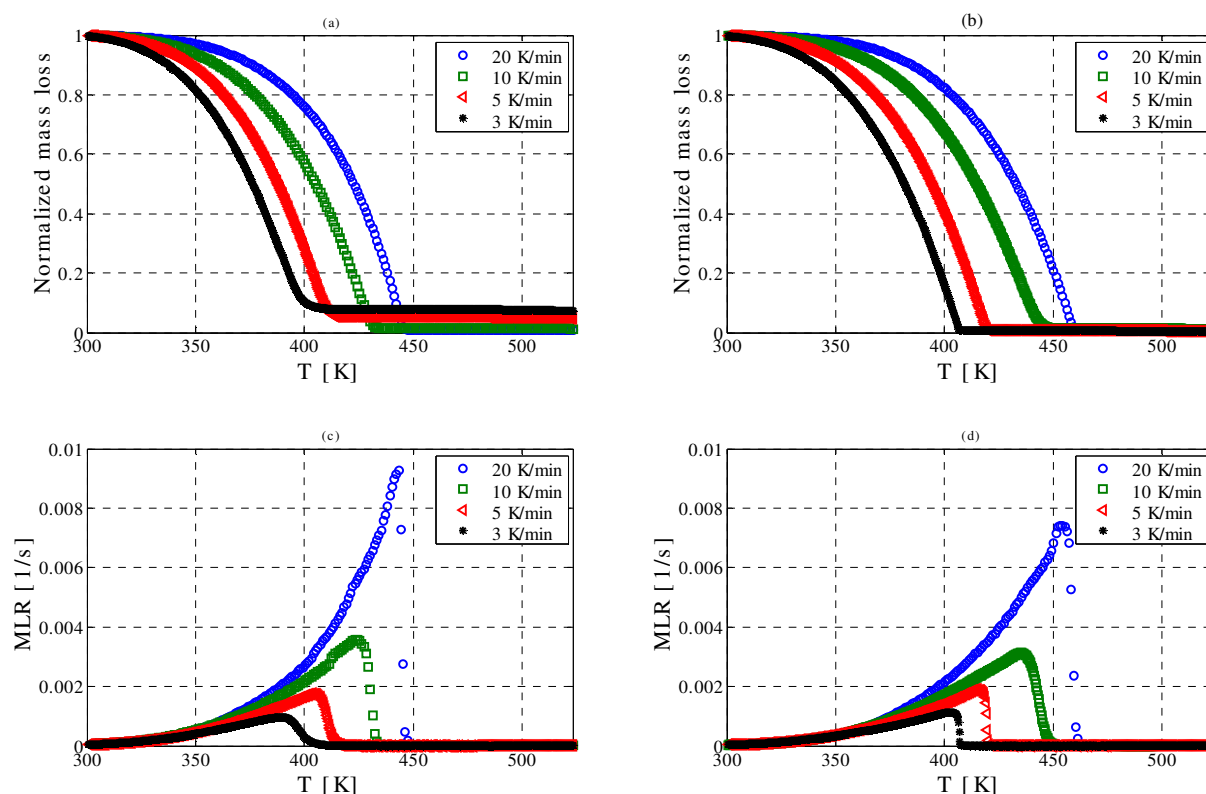 (a)
Normalized mass loss
1
0.8
0.6
0.4
0.2
0
20 K/min
10 K/min
5 K/min
3 K/min
300 350 400 450 500
T [K]
(b)
Normalized mass loss
1
0.8
0.6
0.4
0.2
0
20 K/min
10 K/min
5 K/min
3 K/min
300 350 400 450 500
T [K]
(c)
MLR [1/s]
0.01
0.008
0.006
0.004
0.002
0
20 K/min
10 K/min
5 K/min
3 K/min
300 350 400 450 500
T [K]
(d)
MLR [1/s]
0.01
0.008
0.006
0.004
0.002
0
20 K/min
10 K/min
5 K/min
3 K/min
300 350 400 450 500
T [K]